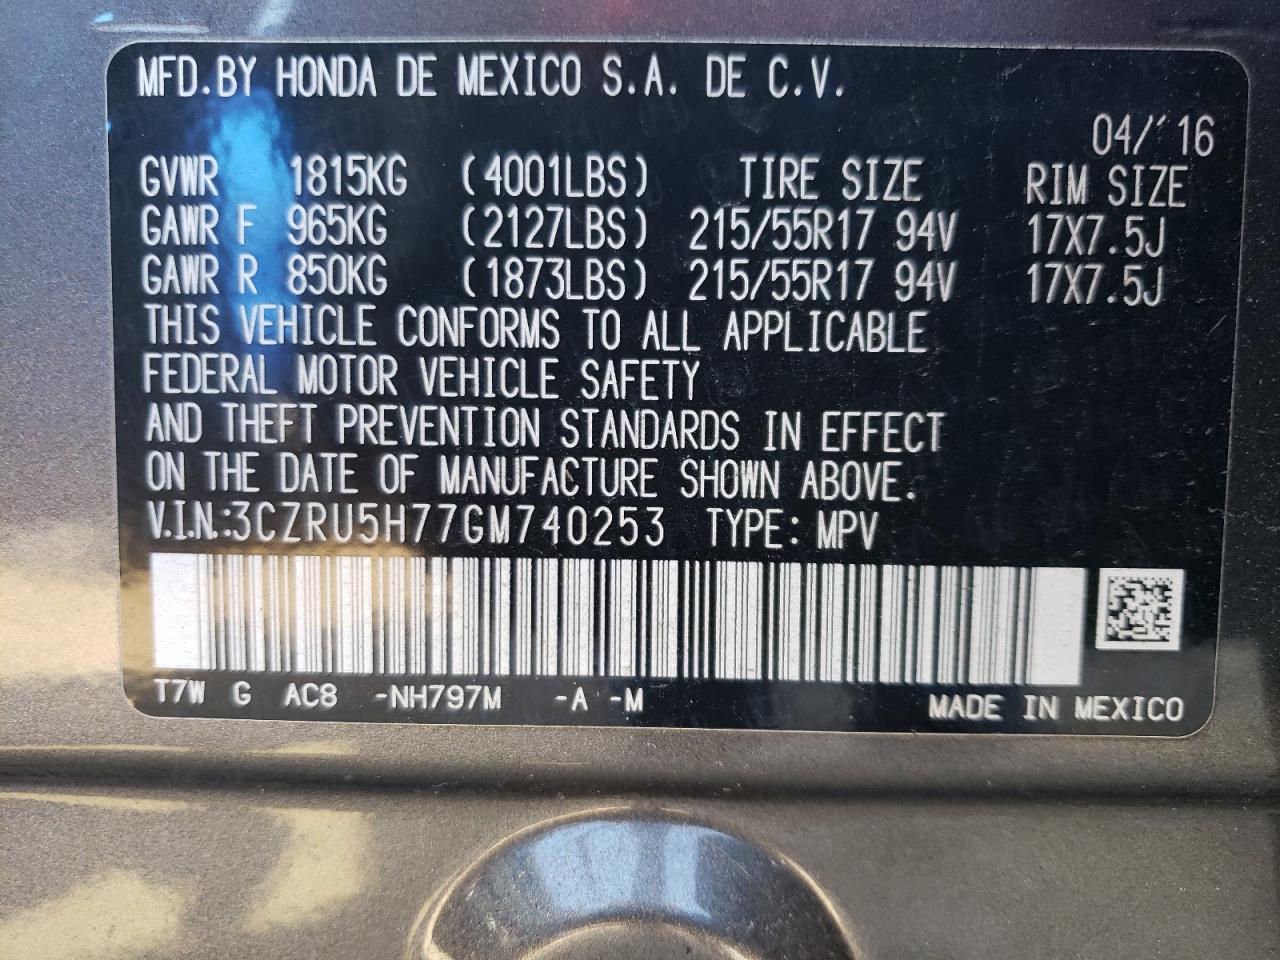 MFD.BY HONDA DE MEXICO S.A. DE C.V.
04/'16
GVWR 1815KG (4001LBS) TIRE SIZE RIM SIZE
GAWR F 965KG (2127LBS) 215/55R17 94V 17X7.5J
GAWR R 850KG (1873LBS) 215/55R17 94V 17X7.5J
THIS VEHICLE CONFORMS TO ALL APPLICABLE
FEDERAL MOTOR VEHICLE SAFETY
AND THEFT PREVENTION STANDARDS IN EFFECT
ON THE DATE OF MANUFACTURE SHOWN ABOVE.
V.I.N.:3CZRU5H77GM740253 TYPE: MPV
T7W G AC8 -NH797M -A -M MADE IN MEXICO